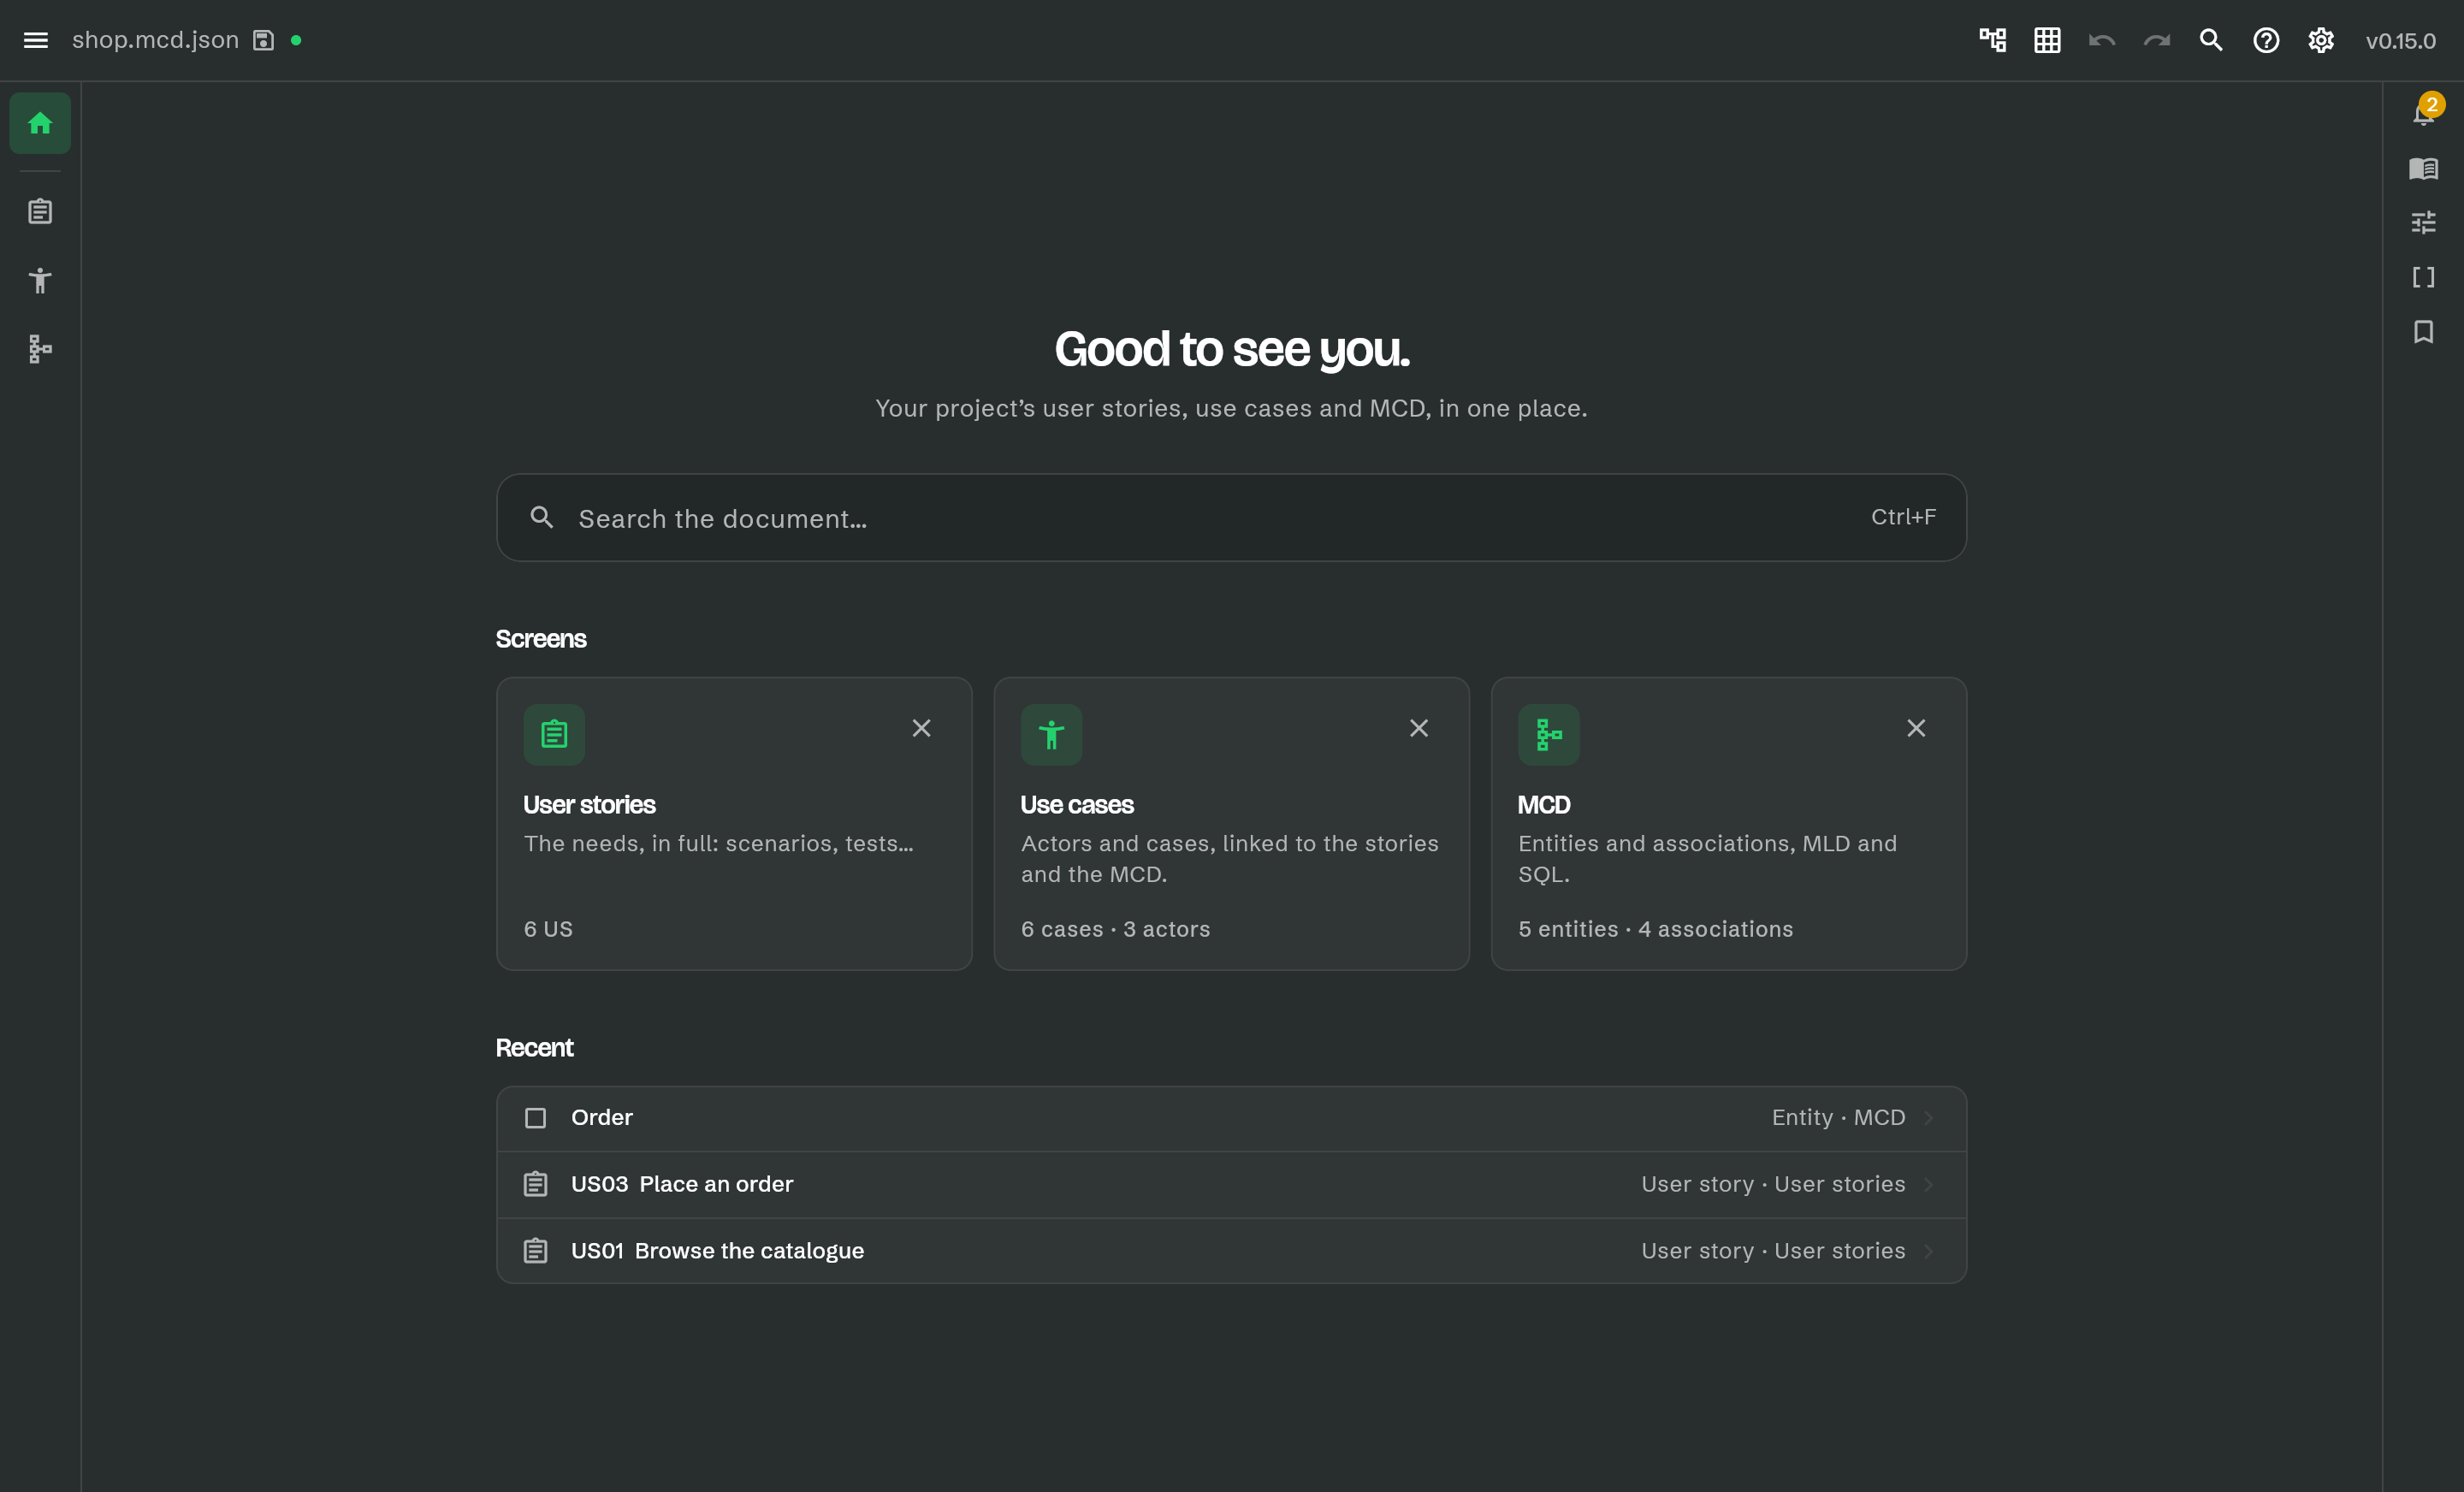 shop.mcd.json
v0.15.0
2
Good to see you.
Your project’s user stories, use cases and MCD, in one place.
Search the document…
Ctrl+F
Screens
User stories
The needs, in full: scenarios, tests…
6 US
Use cases
Actors and cases, linked to the stories
and the MCD.
6 cases · 3 actors
MCD
Entities and associations, MLD and
SQL.
5 entities · 4 associations
Recent
Order
Entity · MCD
US03 Place an order
User story · User stories
US01 Browse the catalogue
User story · User stories